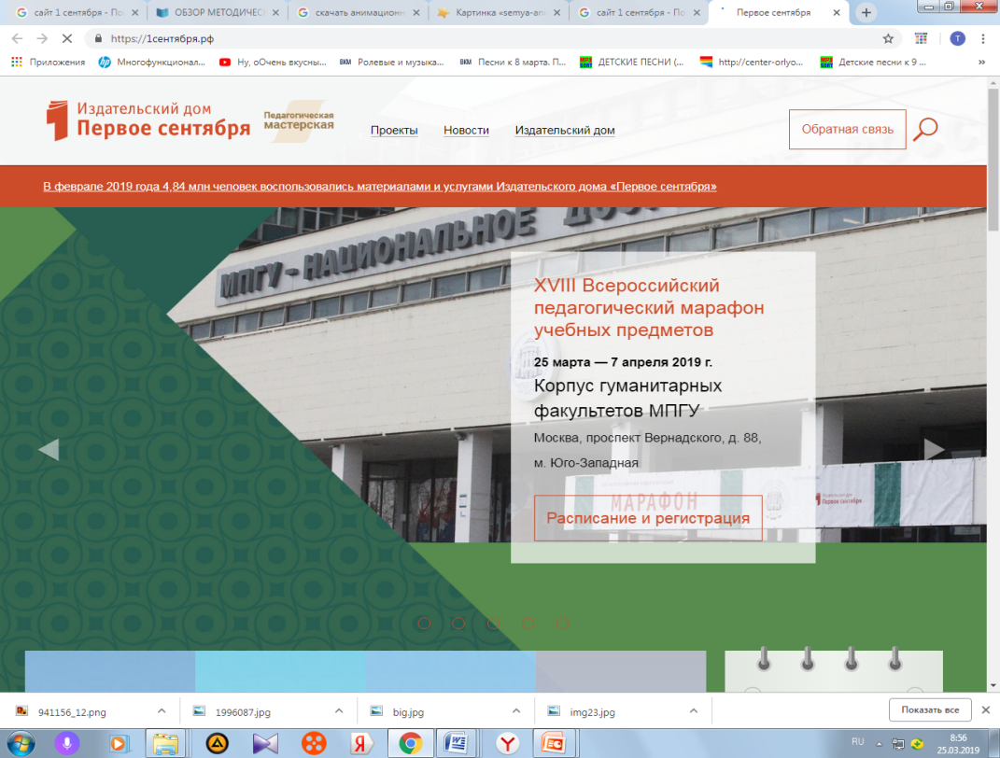 сайт 1 сентября - По
ОБЗОР МЕТОДИЧЕС
скачать анимацион
Картинка «semya-an
сайт 1 сентября - По
Первое сентября
https://1сентября.рф
T
Приложения
Многофункционал...
Ну, оОчень вкусны...
ВКМ Ролевые и музыка...
ВКМ Песни к 8 марта. П...
ДЕТСКИЕ ПЕСНИ (...
http://center-orlyo...
Детские песни к 9 ...
»
Издательский дом
Первое сентября
Педагогическая
мастерская
Проекты
Новости
Издательский дом
Обратная связь
В феврале 2019 года 4,84 млн человек воспользовались материалами и услугами Издательского дома «Первое сентября»
МПГУ – НАЦИОНАЛЬНОЕ
XVIII Всероссийский
педагогический марафон
учебных предметов
25 марта — 7 апреля 2019 г.
Корпус гуманитарных
факультетов МПГУ
Москва, проспект Вернадского, д. 88,
м. Юго-Западная
МАРАФОН
Первое сентября
Расписание и регистрация
941156_12.png
1996087.jpg
big.jpg
img23.jpg
Показать все
RU
8:56
25.03.2019